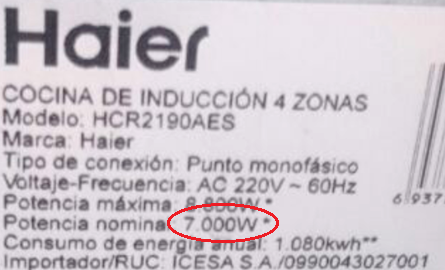 Haier
COCINA DE INDUCCIÓN 4 ZONAS
Modelo: HCR2190AES
Marca: Haier
Tipo de conexión: Punto monofásico
Voltaje-Frecuencia: AC 220V ~ 60Hz
Potencia máxima: 8.800W *
Potencia nominal: 7.000W *
Consumo de energía anual: 1.080kwh**
Importador/RUC: ICESA S.A./0990043027001
6 937